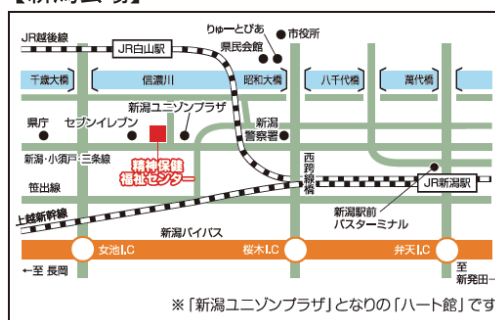 【新潟会場】
りゅーとぴあ
市役所
JR越後線
JR白山駅
県民会館
千歳大橋
信濃川
昭和大橋
八千代橋
萬代橋
新潟ユニゾンプラザ
県庁
セブンイレブン
新潟
警察署
新潟・小須戸・三条線
精神保健
福祉センター
西跨線橋
笹出線
JR新潟駅
上越新幹線
新潟駅前
バスターミナル
新潟バイパス
女池I.C
桜木I.C
弁天I.C
←至 長岡
至
新発田→
※「新潟ユニゾンプラザ」となりの「ハート館」です